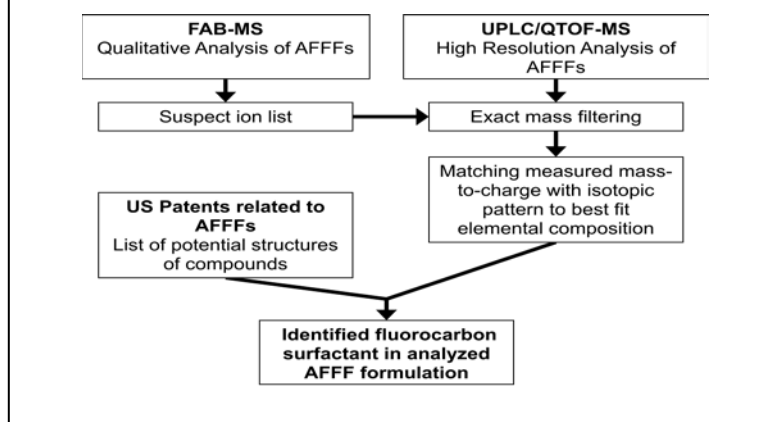 FAB-MS
Qualitative Analysis of AFFFs
UPLC/QTOF-MS
High Resolution Analysis of
AFFFs
Suspect ion list
Exact mass filtering
Matching measured mass-
to-charge with isotopic
pattern to best fit
elemental composition
US Patents related to
AFFFs
List of potential structures
of compounds
Identified fluorocarbon
surfactant in analyzed
AFFF formulation